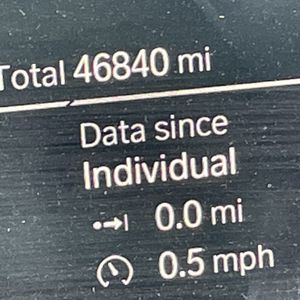 Total 46840 mi
Data since
Individual
0.0 mi
0.5 mph